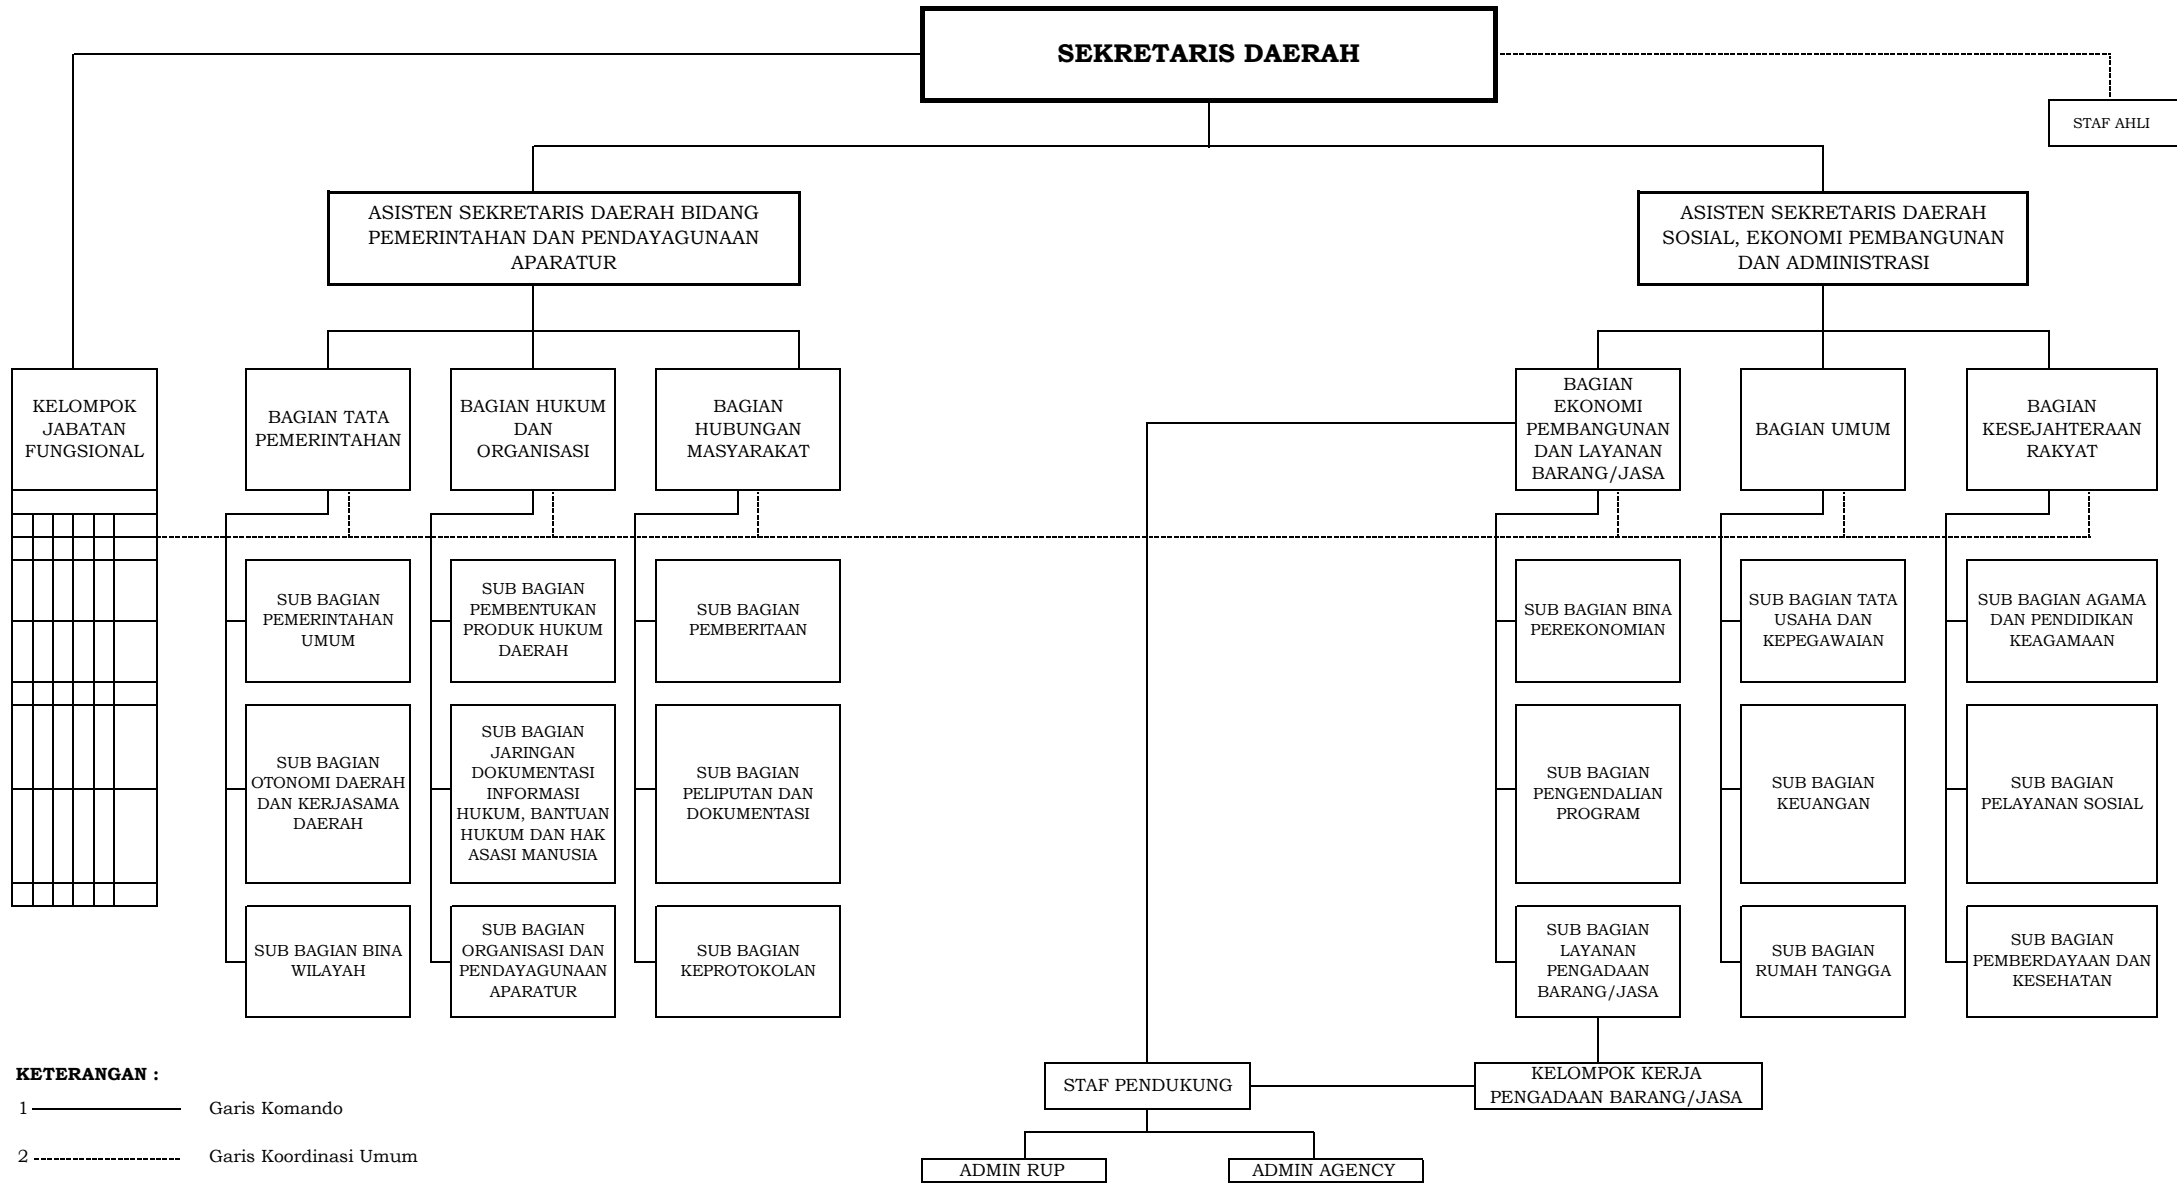 SEKRETARIS DAERAH
STAF AHLI
ASISTEN SEKRETARIS DAERAH BIDANG
PEMERINTAHAN DAN PENDAYAGUNAAN
APARATUR
ASISTEN SEKRETARIS DAERAH
SOSIAL, EKONOMI PEMBANGUNAN
DAN ADMINISTRASI
KELOMPOK
JABATAN
FUNGSIONAL
BAGIAN TATA
PEMERINTAHAN
BAGIAN HUKUM
DAN
ORGANISASI
BAGIAN
HUBUNGAN
MASYARAKAT
BAGIAN
EKONOMI
PEMBANGUNAN
DAN LAYANAN
BARANG/JASA
BAGIAN UMUM
BAGIAN
KESEJAHTERAAN
RAKYAT
SUB BAGIAN
PEMERINTAHAN
UMUM
SUB BAGIAN
PEMBENTUKAN
PRODUK HUKUM
DAERAH
SUB BAGIAN
PEMBERITAAN
SUB BAGIAN BINA
PEREKONOMIAN
SUB BAGIAN TATA
USAHA DAN
KEPEGAWAIAN
SUB BAGIAN AGAMA
DAN PENDIDIKAN
KEAGAMAAN
SUB BAGIAN
OTONOMI DAERAH
DAN KERJASAMA
DAERAH
SUB BAGIAN
JARINGAN
DOKUMENTASI
INFORMASI
HUKUM, BANTUAN
HUKUM DAN HAK
ASASI MANUSIA
SUB BAGIAN
PELIPUTAN DAN
DOKUMENTASI
SUB BAGIAN
PENGENDALIAN
PROGRAM
SUB BAGIAN
KEUANGAN
SUB BAGIAN
PELAYANAN SOSIAL
SUB BAGIAN BINA
WILAYAH
SUB BAGIAN
ORGANISASI DAN
PENDAYAGUNAAN
APARATUR
SUB BAGIAN
KEPROTOKOLAN
SUB BAGIAN
LAYANAN
PENGADAAN
BARANG/JASA
SUB BAGIAN
RUMAH TANGGA
SUB BAGIAN
PEMBERDAYAAN DAN
KESEHATAN
STAF PENDUKUNG
KELOMPOK KERJA
PENGADAAN BARANG/JASA
ADMIN RUP
ADMIN AGENCY
KETERANGAN :
1 Garis Komando
2 Garis Koordinasi Umum